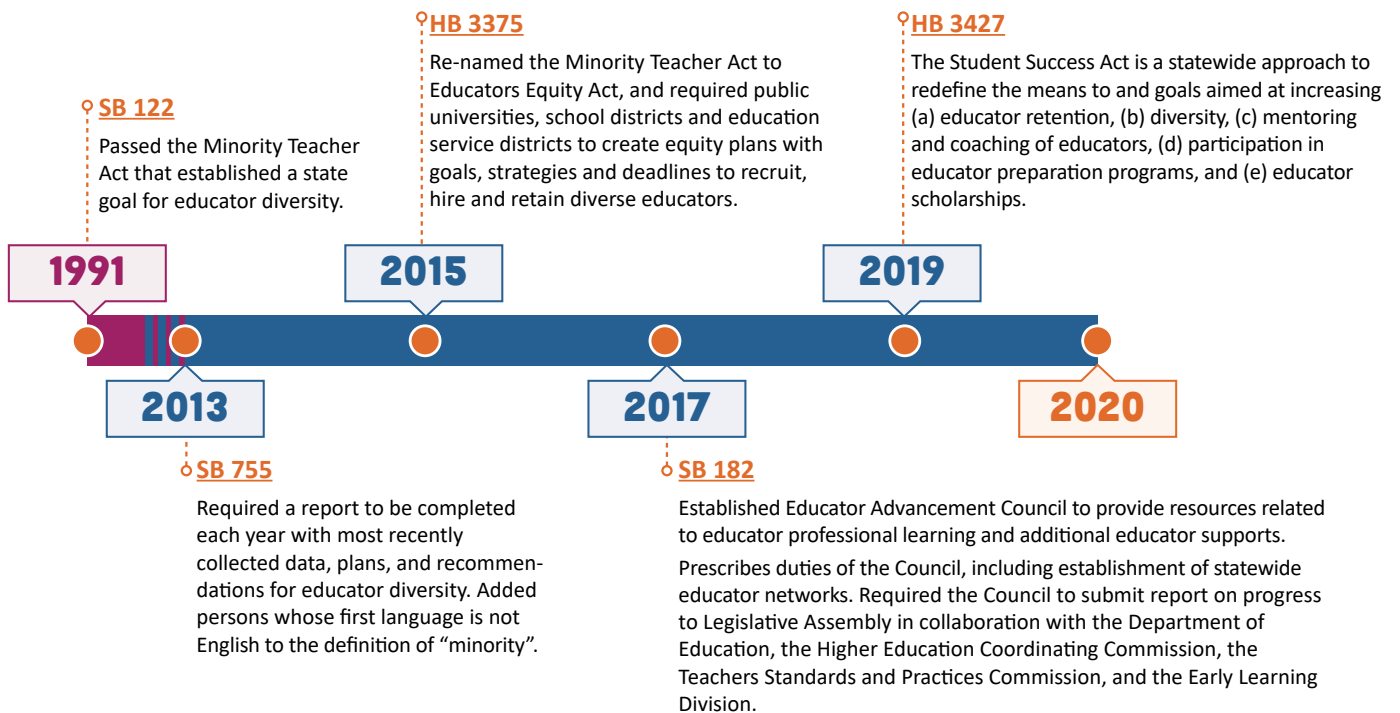 HB 3375
Re-named the Minority Teacher Act to
Educators Equity Act, and required public
universities, school districts and education
service districts to create equity plans with
goals, strategies and deadlines to recruit,
hire and retain diverse educators.
HB 3427
The Student Success Act is a statewide approach to
redefine the means to and goals aimed at increasing
(a) educator retention, (b) diversity, (c) mentoring
and coaching of educators, (d) participation in
educator preparation programs, and (e) educator
scholarships.
SB 122
Passed the Minority Teacher
Act that established a state
goal for educator diversity.
1991
2015
2019
2013
2017
2020
SB 755
Required a report to be completed
each year with most recently
collected data, plans, and recommen-
dations for educator diversity. Added
persons whose first language is not
English to the definition of “minority”.
SB 182
Established Educator Advancement Council to provide resources related
to educator professional learning and additional educator supports.
Prescribes duties of the Council, including establishment of statewide
educator networks. Required the Council to submit report on progress
to Legislative Assembly in collaboration with the Department of
Education, the Higher Education Coordinating Commission, the
Teachers Standards and Practices Commission, and the Early Learning
Division.